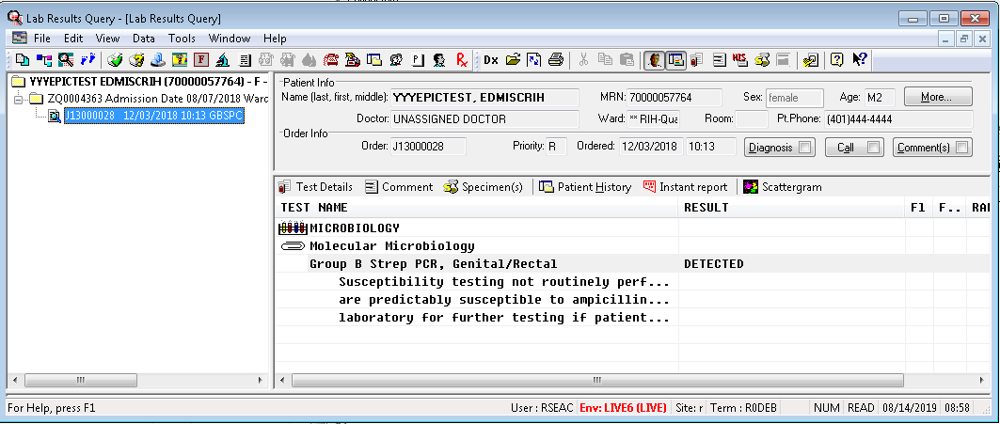 Lab Results Query - [Lab Results Query]
File Edit View Data Tools Window Help
Dx
YYYEPICTEST EDMISCRIH (70000057764) - F -
ZQ0004363 Admission Date 08/07/2018 Warc
J13000028 12/03/2018 10:13 GBSPC
Patient Info
Name (last, first, middle): YYYEPICTEST, EDMISCRIH MRN: 70000057764 Sex: female Age: M2 More...
Doctor: UNASSIGNED DOCTOR Ward: ** RIH-Qua Room: Pt.Phone: (401)444-4444
Order Info
Order: J13000028 Priority: R Ordered: 12/03/2018 10:13 Diagnosis Call Comment(s)
Test Details Comment Specimen(s) Patient History Instant report Scattergram
TEST NAME RESULT F1 F.. RAI
MICROBIOLOGY
Molecular Microbiology
Group B Strep PCR, Genital/Rectal DETECTED
Susceptibility testing not routinely perf...
are predictably susceptible to ampicillin...
laboratory for further testing if patient...
For Help, press F1 User : RSEAC Env: LIVE6 (LIVE) Site: r Term : R0DEB NUM READ 08/14/2019 08:58